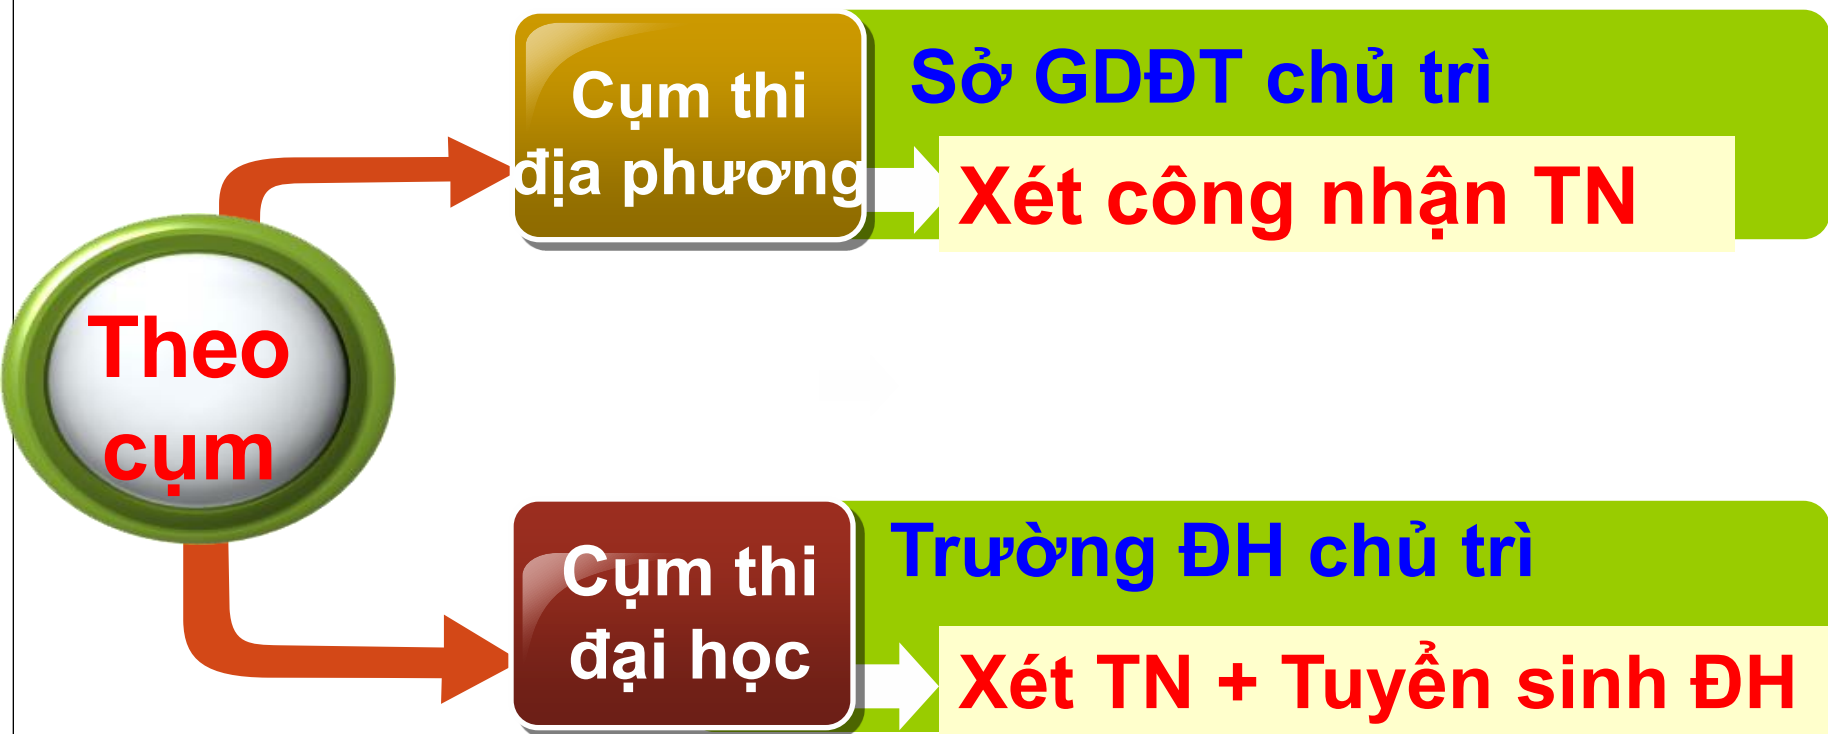 Cụm thi
địa phương
Sở GDĐT chủ trì
Xét công nhận TN
Theo
cụm
Cụm thi
đại học
Trường ĐH chủ trì
Xét TN + Tuyển sinh ĐH